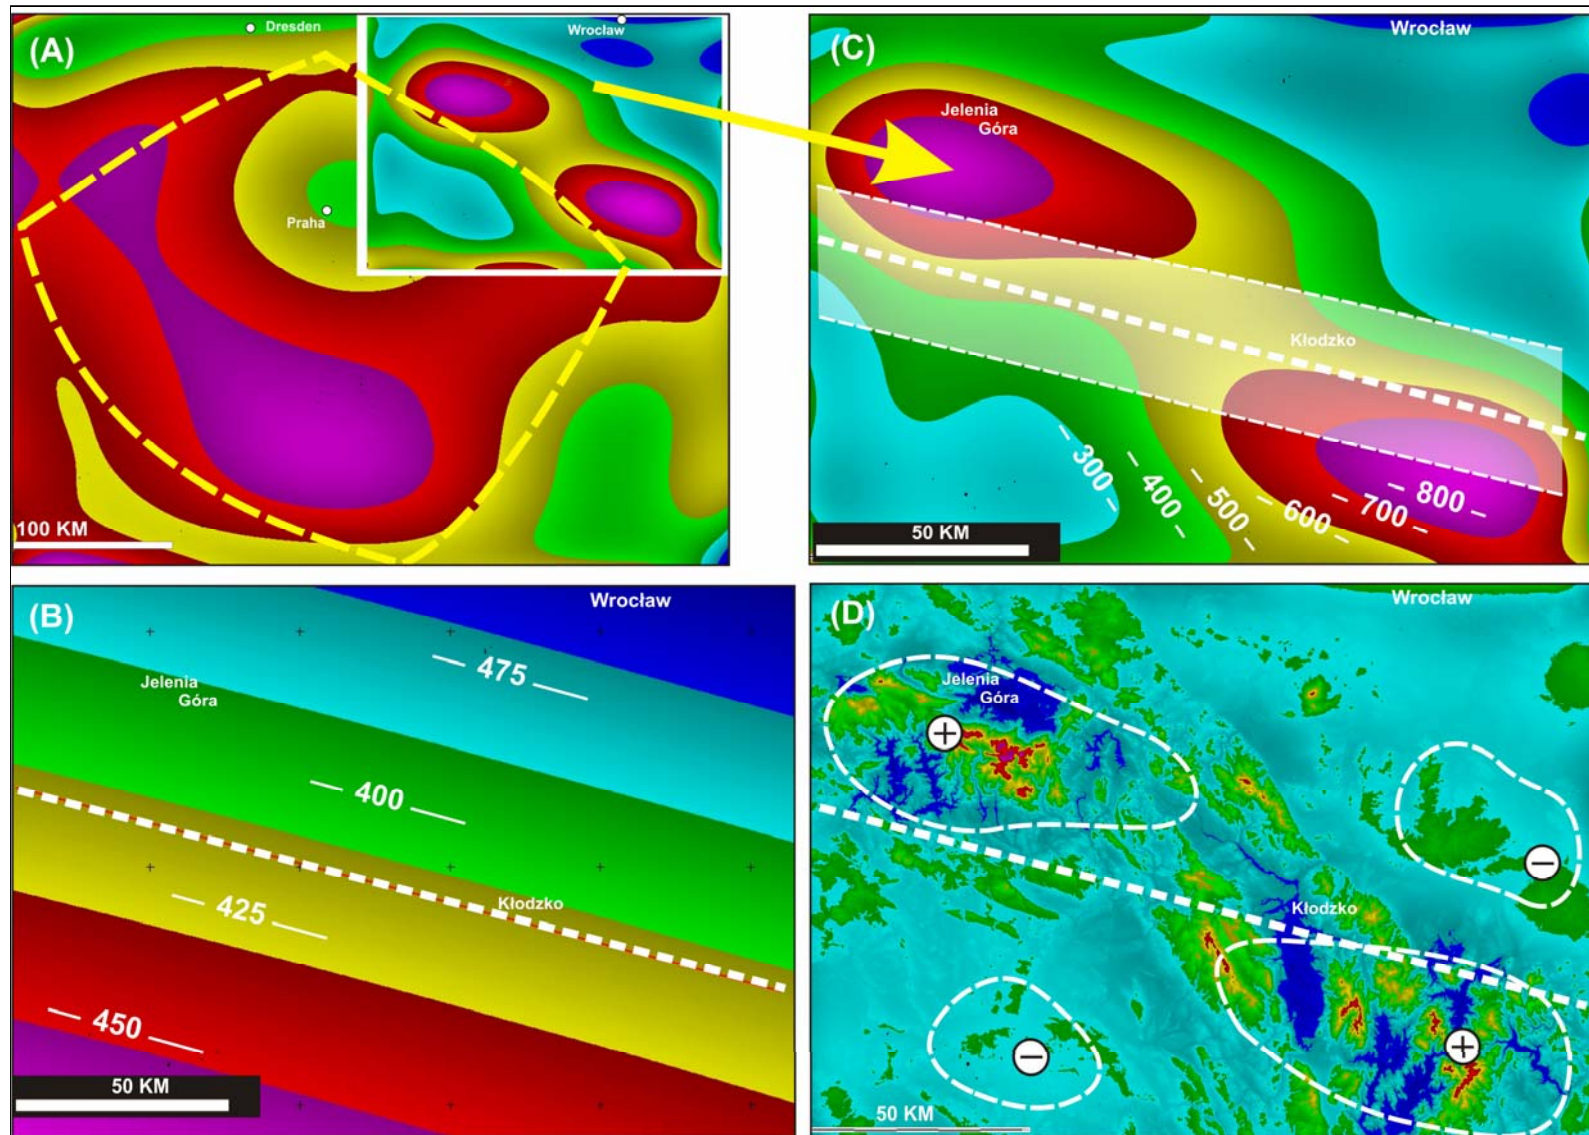 (A)
Dresden
Wrocław
Praha
100 KM
(C)
Wrocław
Jelenia
Góra
Kłodzko
300
400
500
600
700
800
50 KM
(B)
Wrocław
475
Jelenia
Góra
400
Kłodzko
425
450
50 KM
(D)
Wrocław
Jelenia
Góra
+
Kłodzko
−
−
+
50 KM